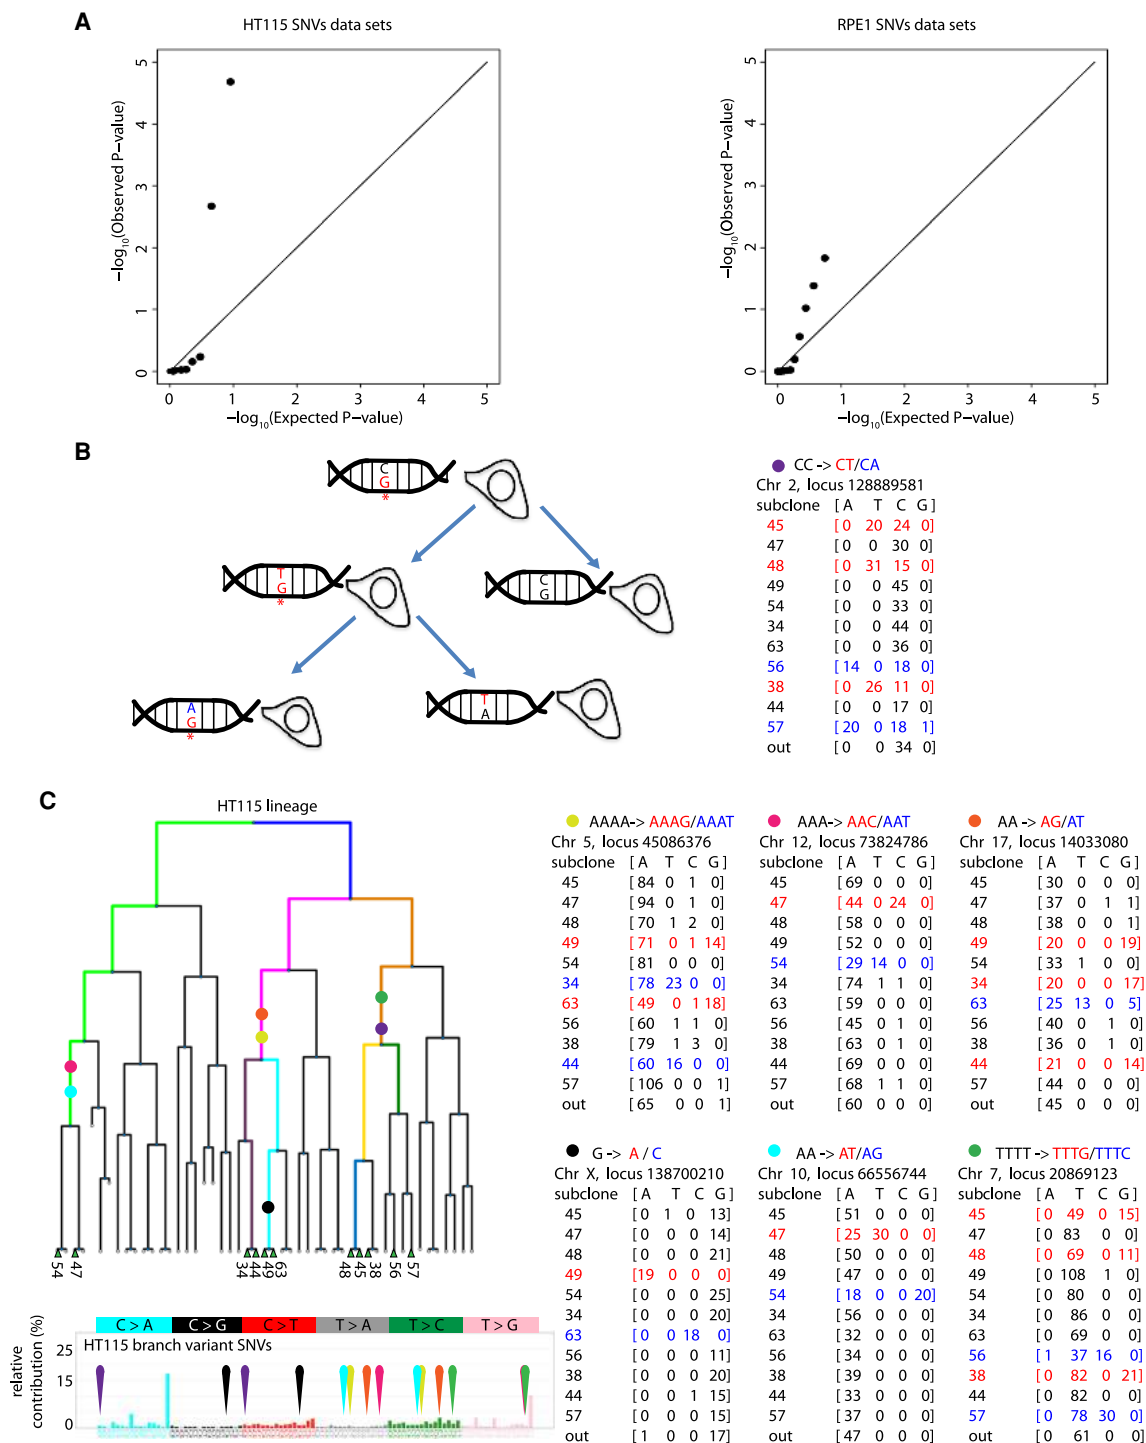 A
HT115 SNVs data sets
RPE1 SNVs data sets
−log10(Observed P−value)
5
4
3
2
1
0
0 1 2 3 4 5
−log10(Expected P−value)
−log10(Observed P−value)
5
4
3
2
1
0
0 1 2 3 4 5
−log10(Expected P−value)
B
C
G
*
T
G
*
C
G
A
G
*
T
A
CC -> CT/CA
Chr 2, locus 128889581
subclone [ A T C G ]
45 [ 0 20 24 0]
47 [ 0 0 30 0]
48 [ 0 31 15 0]
49 [ 0 0 45 0]
54 [ 0 0 33 0]
34 [ 0 0 44 0]
63 [ 0 0 36 0]
56 [ 14 0 18 0]
38 [ 0 26 11 0]
44 [ 0 0 17 0]
57 [ 20 0 18 1]
out [ 0 0 34 0]
C
HT115 lineage
54 47 34 44 49 63 48 45 38 56 57
AAAA-> AAAG/AAAT
Chr 5, locus 45086376
subclone [ A T C G ]
45 [ 84 0 1 0]
47 [ 94 0 1 0]
48 [ 70 1 2 0]
49 [ 71 0 1 14]
54 [ 81 0 0 0]
34 [ 78 23 0 0]
63 [ 49 0 1 18]
56 [ 60 1 1 0]
38 [ 79 1 3 0]
44 [ 60 16 0 0]
57 [ 106 0 0 1]
out [ 65 0 0 1]
AAA-> AAC/AAT
Chr 12, locus 73824786
subclone [ A T C G ]
45 [ 69 0 0 0]
47 [ 44 0 24 0]
48 [ 58 0 0 0]
49 [ 52 0 0 0]
54 [ 29 14 0 0]
34 [ 74 1 1 0]
63 [ 59 0 0 0]
56 [ 45 0 1 0]
38 [ 63 0 1 0]
44 [ 69 0 0 0]
57 [ 68 1 1 0]
out [ 60 0 0 0]
AA -> AG/AT
Chr 17, locus 14033080
subclone [ A T C G ]
45 [ 30 0 0 0]
47 [ 37 0 1 1]
48 [ 38 0 0 1]
49 [ 20 0 0 19]
54 [ 33 1 0 0]
34 [ 20 0 0 17]
63 [ 25 13 0 5]
56 [ 40 0 1 0]
38 [ 36 0 1 0]
44 [ 21 0 0 14]
57 [ 44 0 0 0]
out [ 45 0 0 0]
G -> A / C
Chr X, locus 138700210
subclone [ A T C G ]
45 [ 0 1 0 13]
47 [ 0 0 0 14]
48 [ 0 0 0 21]
49 [ 19 0 0 0]
54 [ 0 0 0 25]
34 [ 0 0 0 20]
63 [ 0 0 18 0]
56 [ 0 0 0 11]
38 [ 0 0 0 20]
44 [ 0 0 1 15]
57 [ 0 0 0 15]
out [ 1 0 0 17]
AA -> AT/AG
Chr 10, locus 66556744
subclone [ A T C G ]
45 [ 51 0 0 0]
47 [ 25 30 0 0]
48 [ 50 0 0 0]
49 [ 47 0 0 0]
54 [ 18 0 0 20]
34 [ 56 0 0 0]
63 [ 32 0 0 0]
56 [ 34 0 0 0]
38 [ 39 0 0 0]
44 [ 33 0 0 0]
57 [ 37 0 0 0]
out [ 47 0 0 0]
TTTT -> TTTG/TTTC
Chr 7, locus 20869123
subclone [ A T C G ]
45 [ 0 49 0 15]
47 [ 0 83 0 0]
48 [ 0 69 0 11]
49 [ 0 108 1 0]
54 [ 0 80 0 0]
34 [ 0 86 0 0]
63 [ 0 69 0 0]
56 [ 1 37 16 0]
38 [ 0 82 0 21]
44 [ 0 82 0 0]
57 [ 0 78 30 0]
out [ 0 61 0 0]
C > A C > G C > T T > A T > C T > G
HT115 branch variant SNVs
relative
contribution (%)
25
15
0